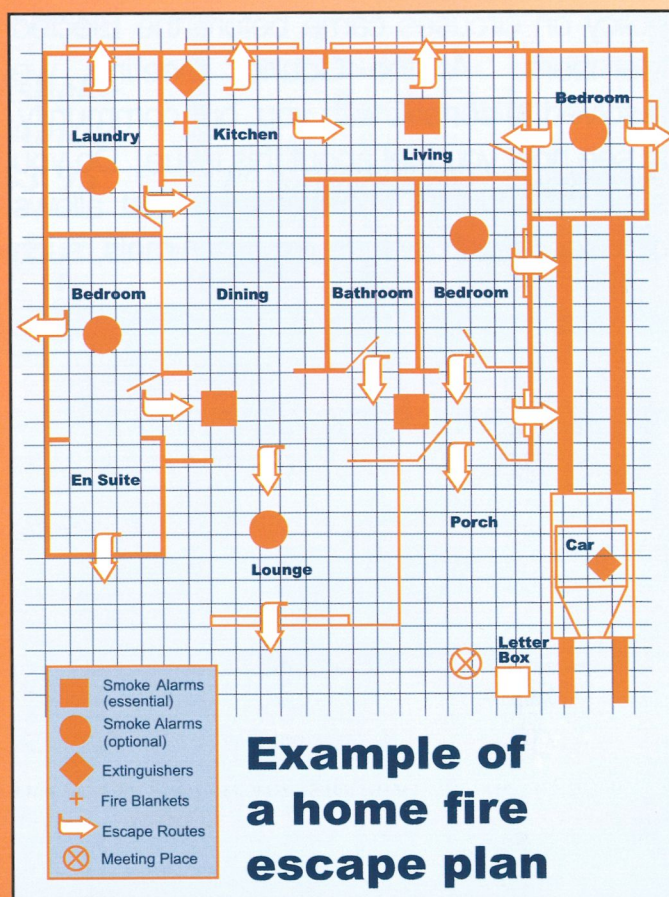 Bedroom
Laundry
Kitchen
Living
Bedroom
Dining
Bathroom
Bedroom
En Suite
Porch
Car
Lounge
Letter
Box
Smoke Alarms
(essential)
Smoke Alarms
(optional)
Extinguishers
Fire Blankets
Escape Routes
Meeting Place
Example of
a home fire
escape plan